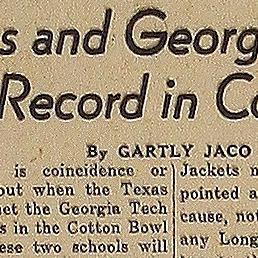 s and Georg
Record in Co
By GARTLY JACO
is coincidence or
out when the Texas
et the Georgia Tech
s in the Cotton Bowl
ese two schools will
Jackets m
pointed a
cause, not
any Long